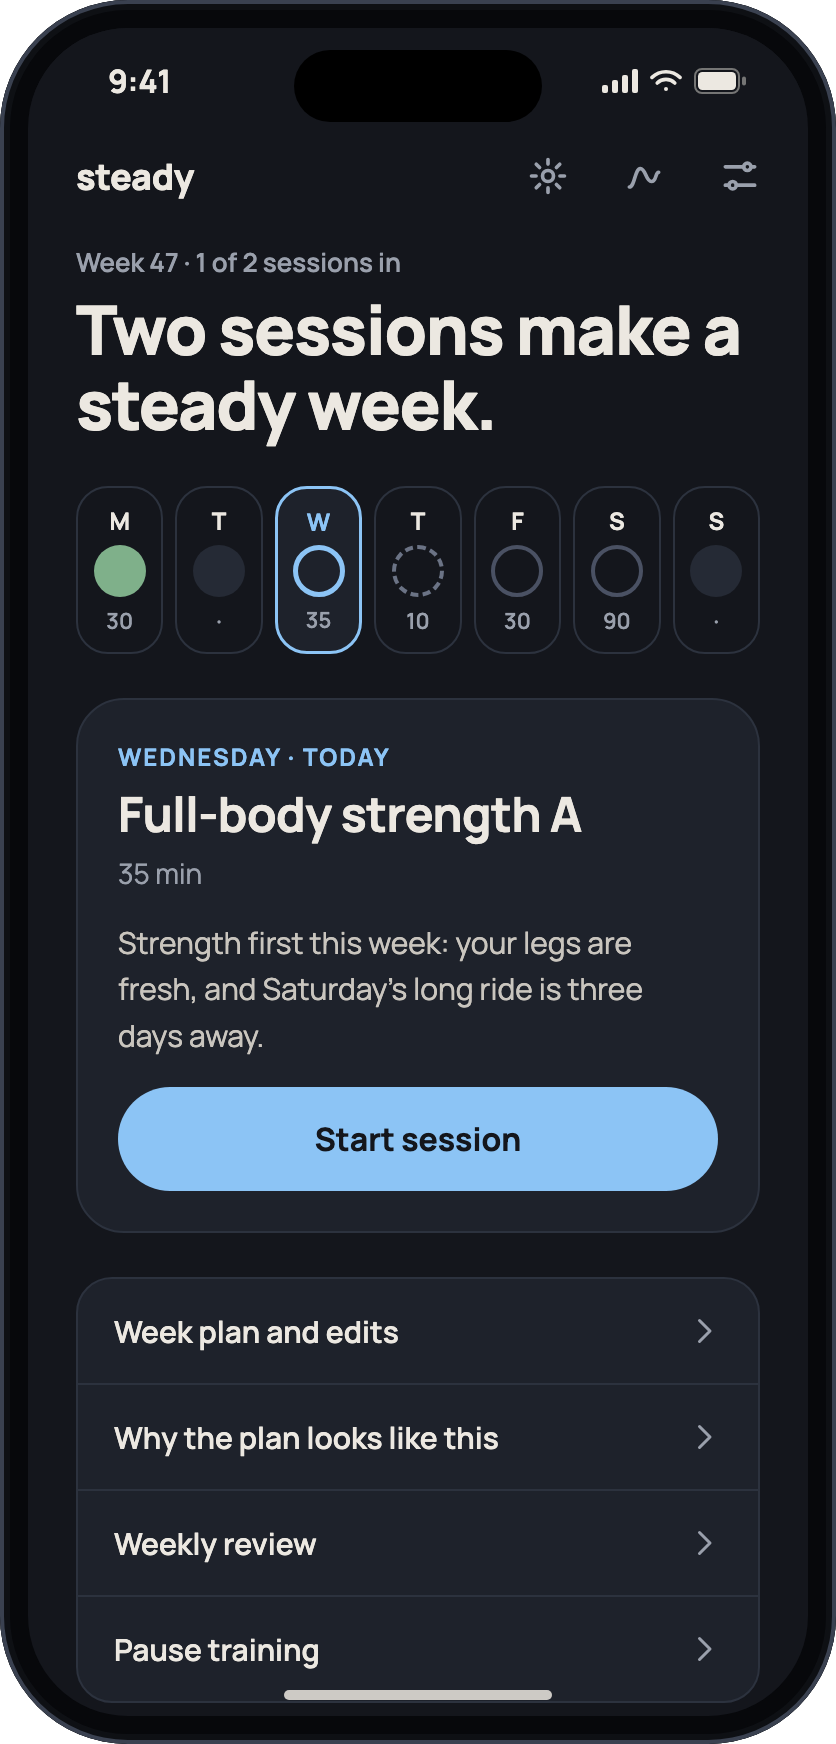 9:41
steady
Week 47 · 1 of 2 sessions in
Two sessions make a
steady week.
M T W T F S S
30 · 35 10 30 90 ·
WEDNESDAY · TODAY
Full-body strength A
35 min
Strength first this week: your legs are
fresh, and Saturday’s long ride is three
days away.
Start session
Week plan and edits
Why the plan looks like this
Weekly review
Pause training